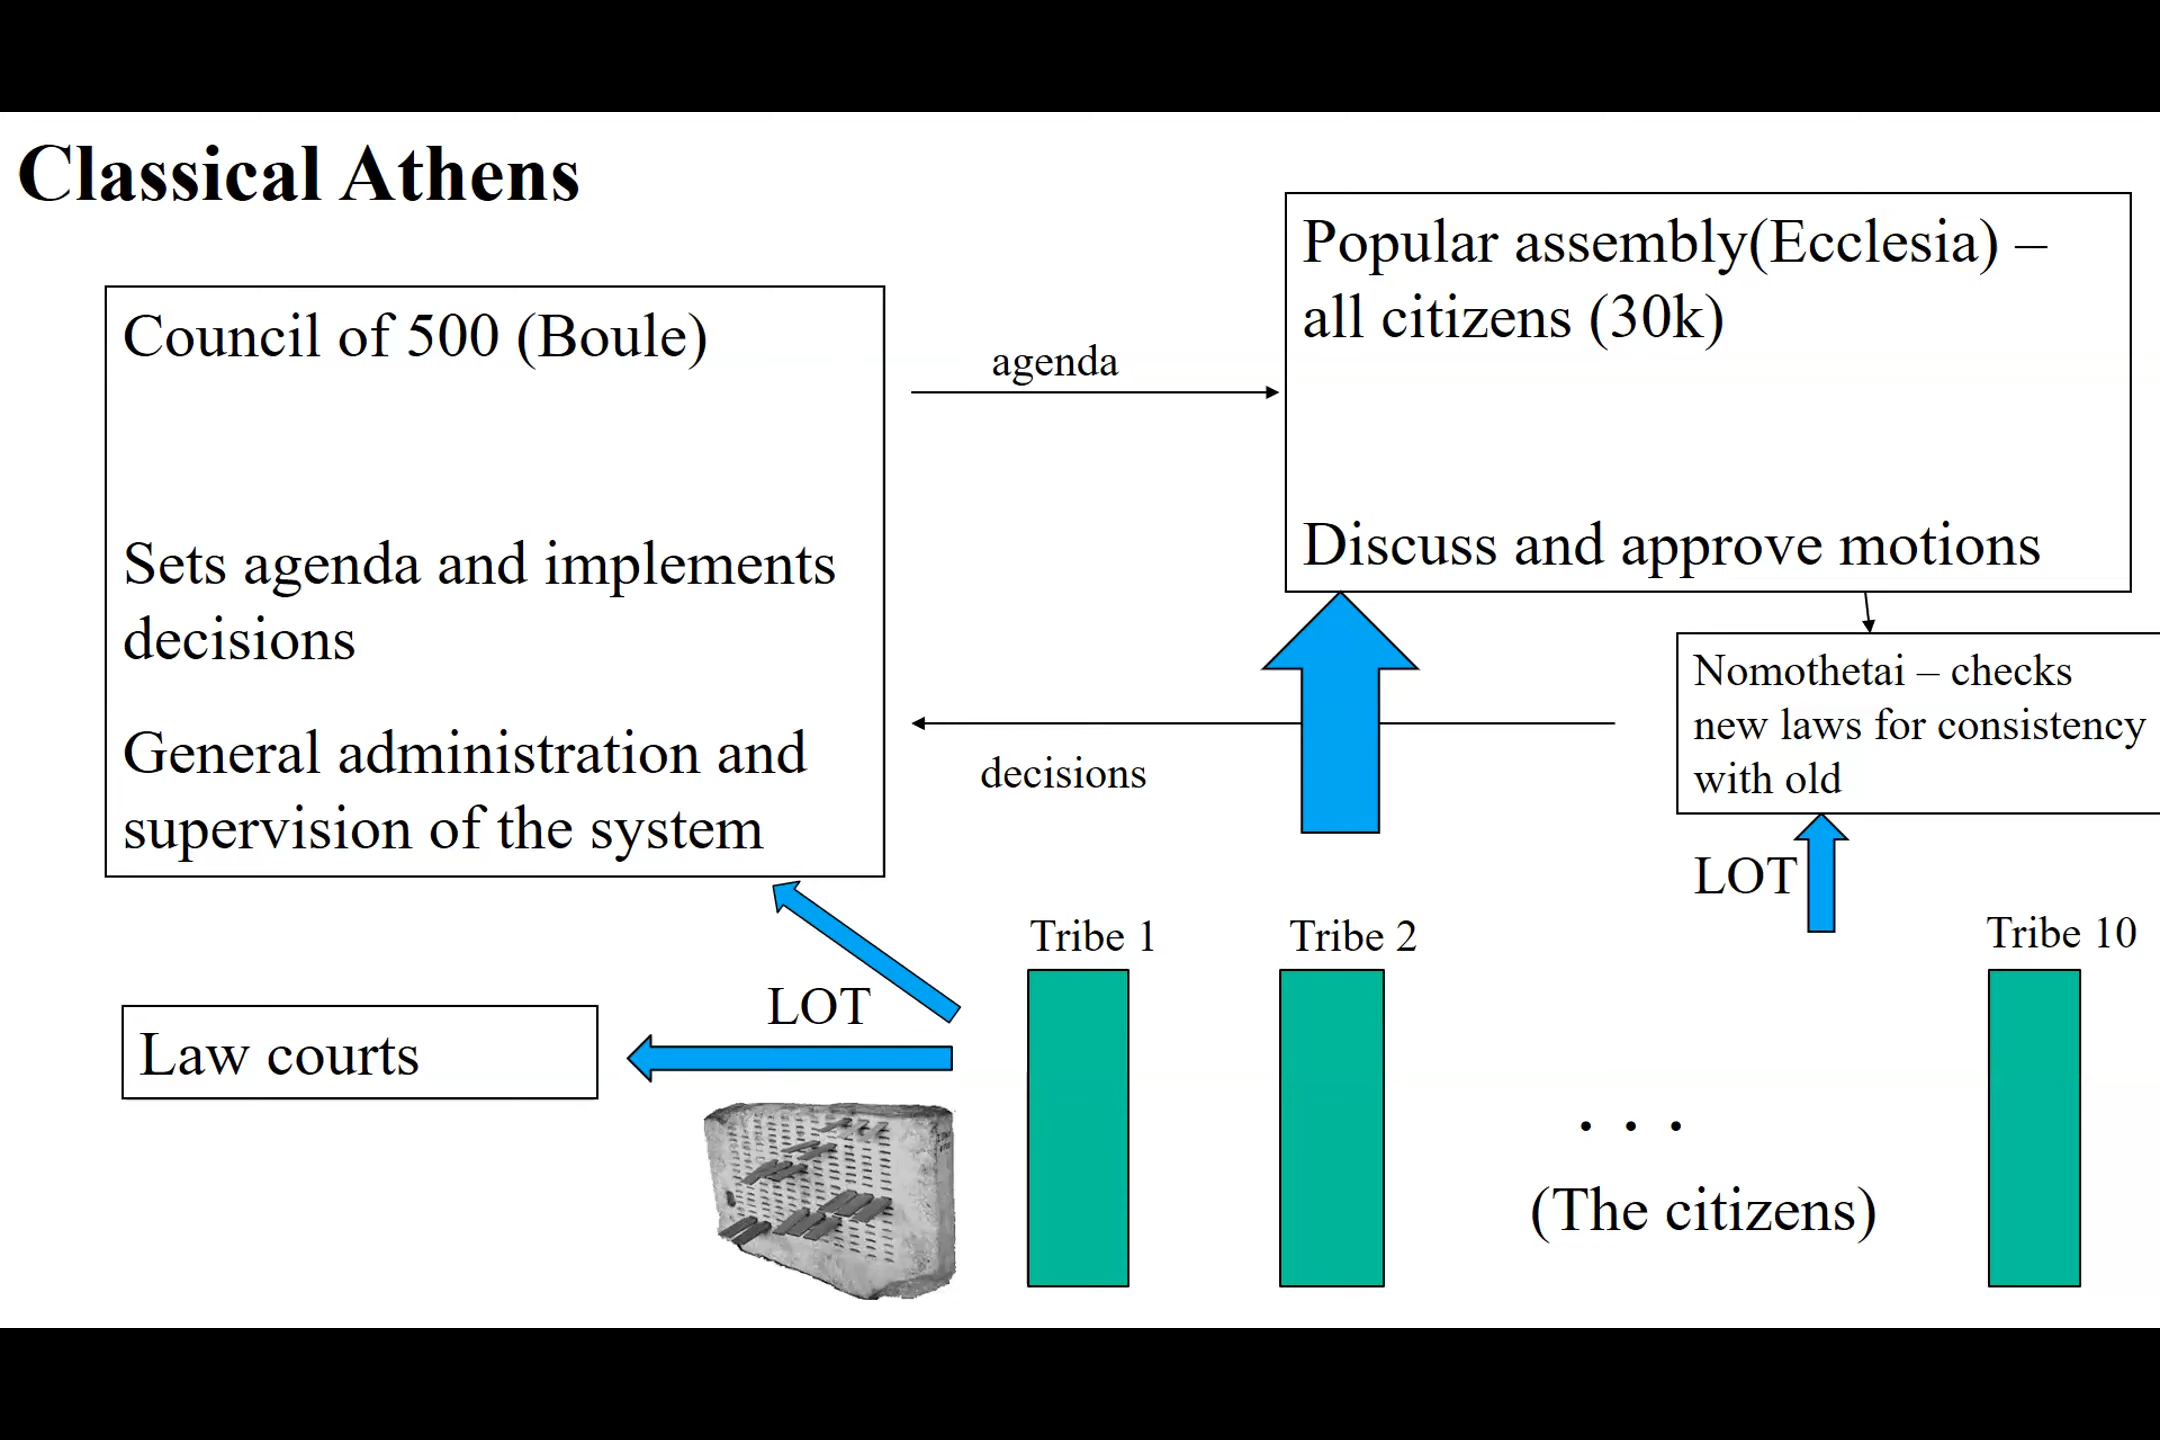 Classical Athens
Council of 500 (Boule)
Sets agenda and implements
decisions
General administration and
supervision of the system
agenda
Popular assembly(Ecclesia) –
all citizens (30k)
Discuss and approve motions
decisions
Nomothetai – checks
new laws for consistency
with old
LOT
Law courts
LOT
Tribe 1
Tribe 2
Tribe 10
. . .
(The citizens)